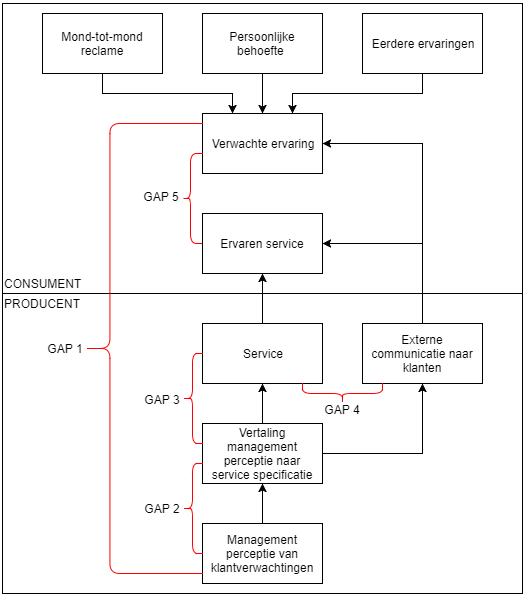 Mond-tot-mond
reclame
Persoonlijke
behoefte
Eerdere ervaringen
Verwachte ervaring
GAP 5
Ervaren service
CONSUMENT
PRODUCENT
GAP 1
Service
Externe
communicatie naar
klanten
GAP 3
GAP 4
Vertaling
management
perceptie naar
service specificatie
GAP 2
Management
perceptie van
klantverwachtingen